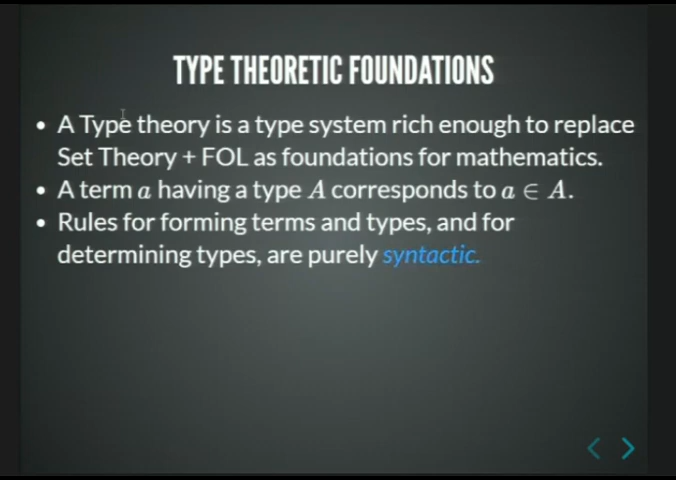 TYPE THEORETIC FOUNDATIONS
• A Type theory is a type system rich enough to replace
Set Theory + FOL as foundations for mathematics.
• A term a having a type A corresponds to a ∈ A.
• Rules for forming terms and types, and for
determining types, are purely syntactic.